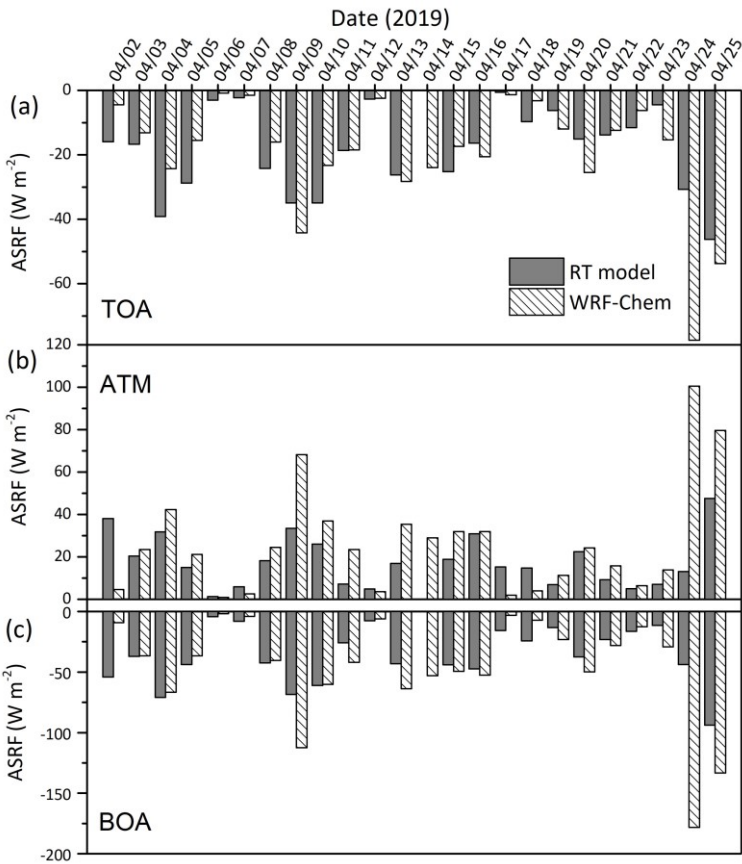 Date (2019)
04/02 04/03 04/04 04/05 04/06 04/07 04/08 04/09 04/10 04/11 04/12 04/13 04/14 04/15 04/16 04/17 04/18 04/19 04/20 04/21 04/22 04/23 04/24 04/25
(a)
ASRF (W m⁻²)
0
-20
-40
-60
RT model
WRF-Chem
TOA
(b)
ASRF (W m⁻²)
120
100
80
60
40
20
0
ATM
(c)
ASRF (W m⁻²)
0
-50
-100
-150
-200
BOA